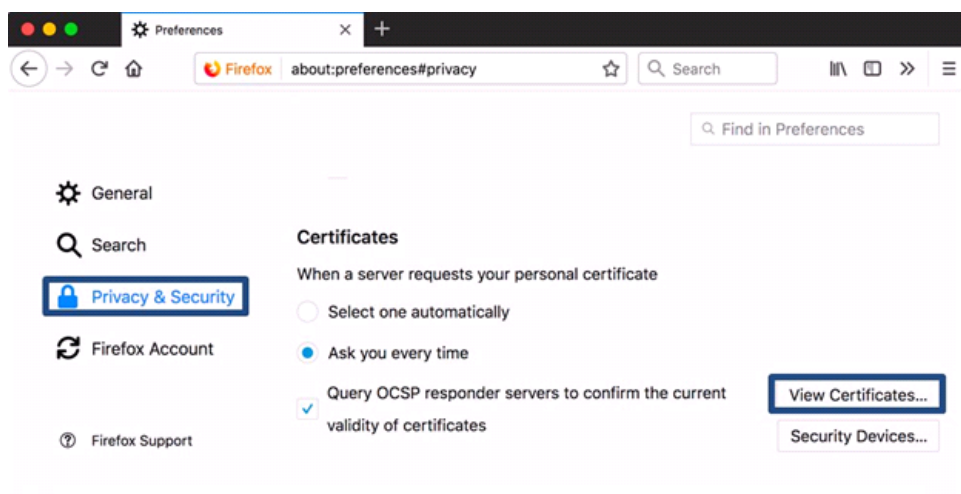 Preferences
Firefox about:preferences#privacy Search
Find in Preferences
General
Search
Privacy & Security
Firefox Account
Firefox Support
Certificates
When a server requests your personal certificate
Select one automatically
Ask you every time
Query OCSP responder servers to confirm the current
validity of certificates
View Certificates...
Security Devices...